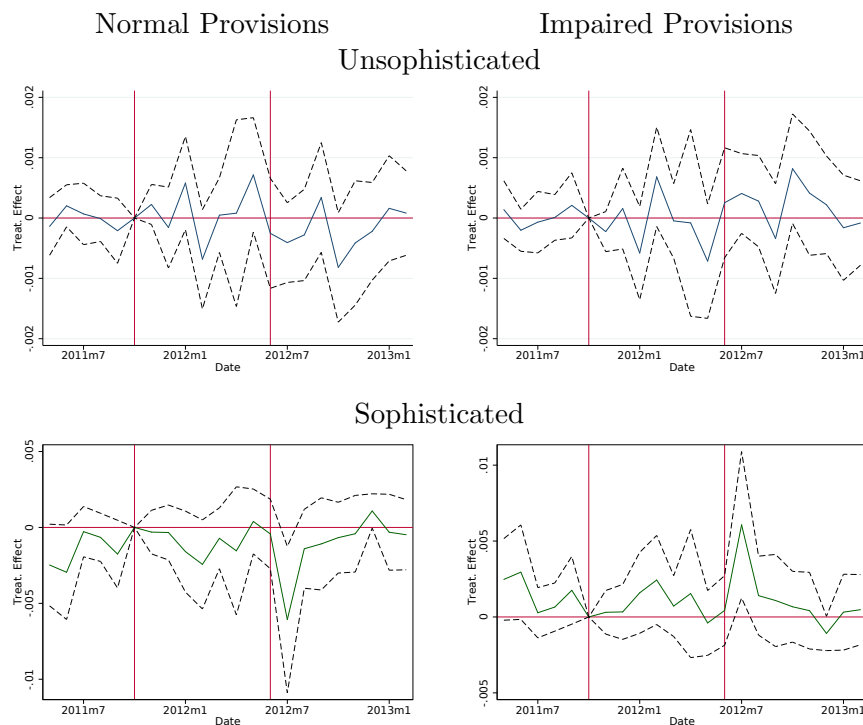 Normal Provisions
Impaired Provisions
Unsophisticated
Treat. Effect
.002
.001
0
-.001
-.002
2011m7
2012m1
2012m7
2013m1
Date
Treat. Effect
.002
.001
0
-.001
-.002
2011m7
2012m1
2012m7
2013m1
Date
Sophisticated
Treat. Effect
.005
0
-.005
-.01
2011m7
2012m1
2012m7
2013m1
Date
Treat. Effect
.01
.005
0
-.005
2011m7
2012m1
2012m7
2013m1
Date